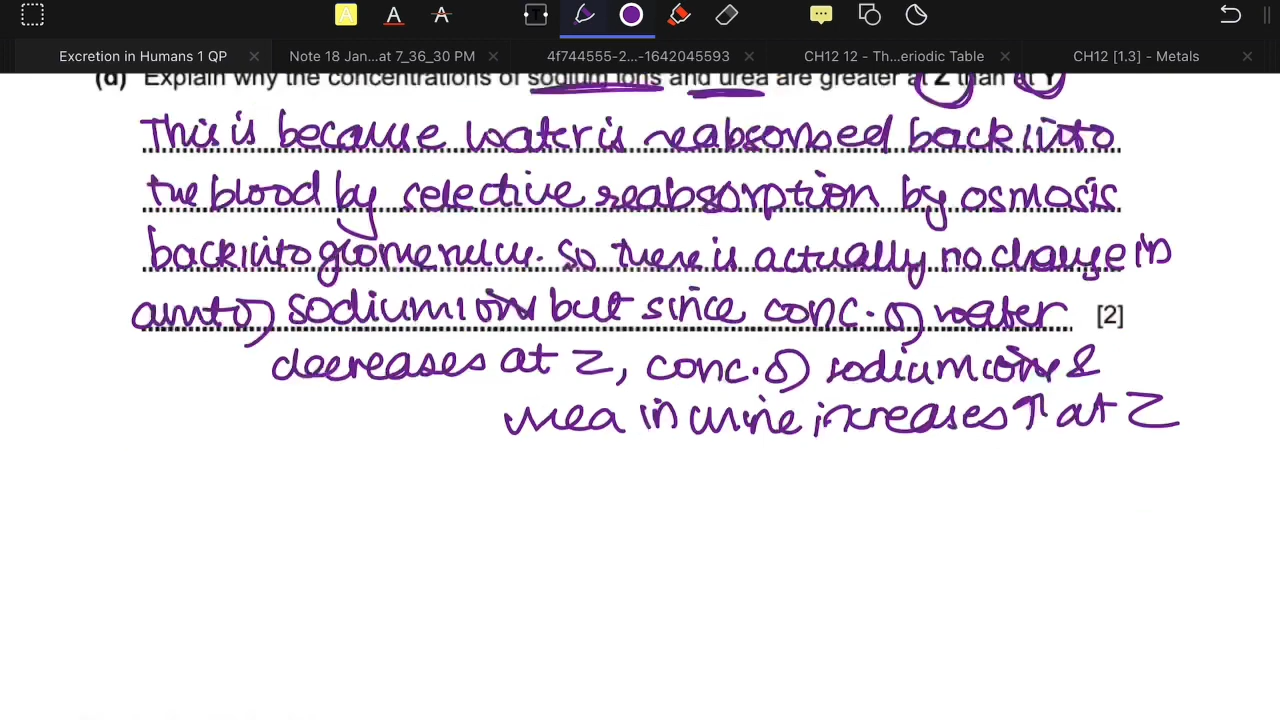 Excretion in Humans 1 QP
Note 18 Jan...at 7_36_30 PM
4f744555-2...-1642045593
CH12 12 - Th...eriodic Table
CH12 [1.3] - Metals
(d) Explain why the concentrations of sodium ions and urea are greater at Z than at Y.
This is because water is reabsorbed back into
the blood by selective reabsorption by osmosis
back into glomerulus. So there is actually no change in
amt of sodium ion but since conc. of water
[2]
decreases at Z, conc. of sodium ions &
urea in urine increases ↑ at Z